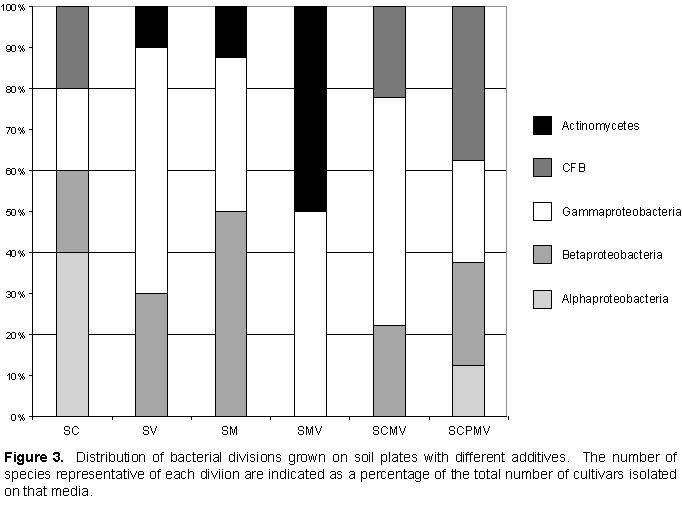 100%
90%
80%
70%
60%
50%
40%
30%
20%
10%
0%
SC SV SM SMV SCMV SCPMV
Actinomycetes
CFB
Gammaproteobacteria
Betaproteobacteria
Alphaproteobacteria
Figure 3. Distribution of bacterial divisions grown on soil plates with different additives. The number of
species representative of each diviion are indicated as a percentage of the total number of cultivars isolated
on that media.